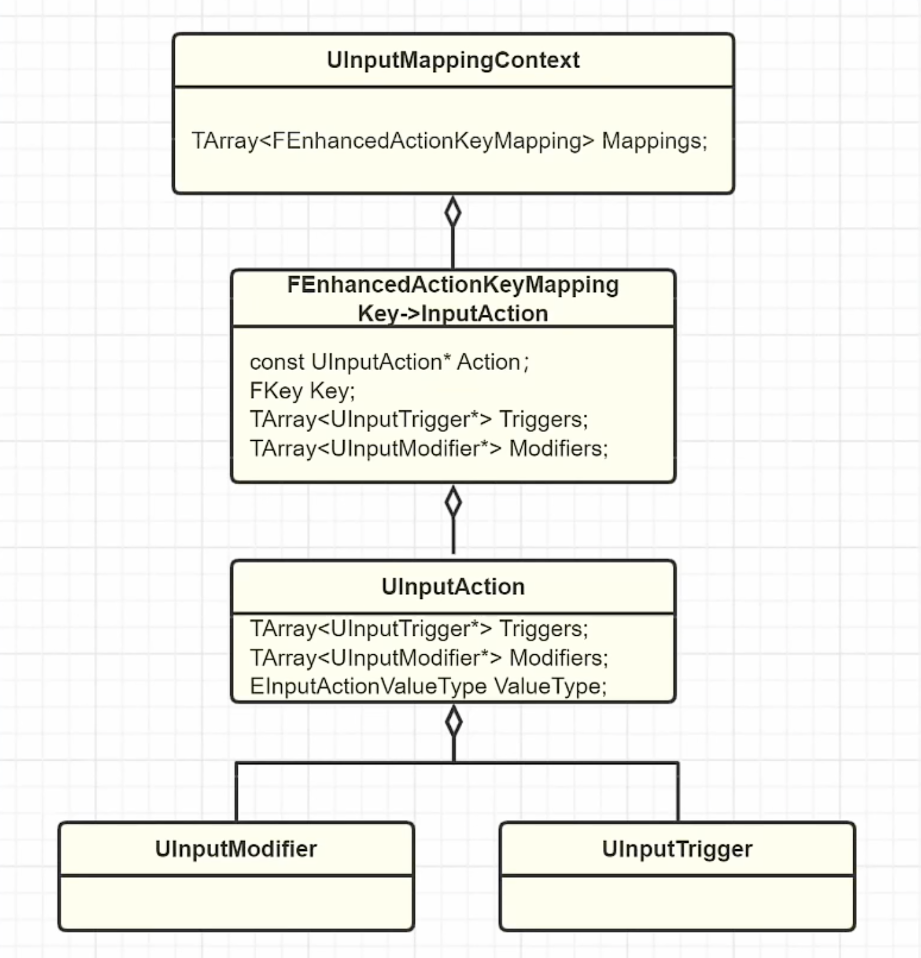 UInputMappingContext
TArray<FEnhancedActionKeyMapping> Mappings;
FEnhancedActionKeyMapping
Key->InputAction
const UInputAction* Action;
FKey Key;
TArray<UInputTrigger*> Triggers;
TArray<UInputModifier*> Modifiers;
UInputAction
TArray<UInputTrigger*> Triggers;
TArray<UInputModifier*> Modifiers;
EInputActionValueType ValueType;
UInputModifier
UInputTrigger